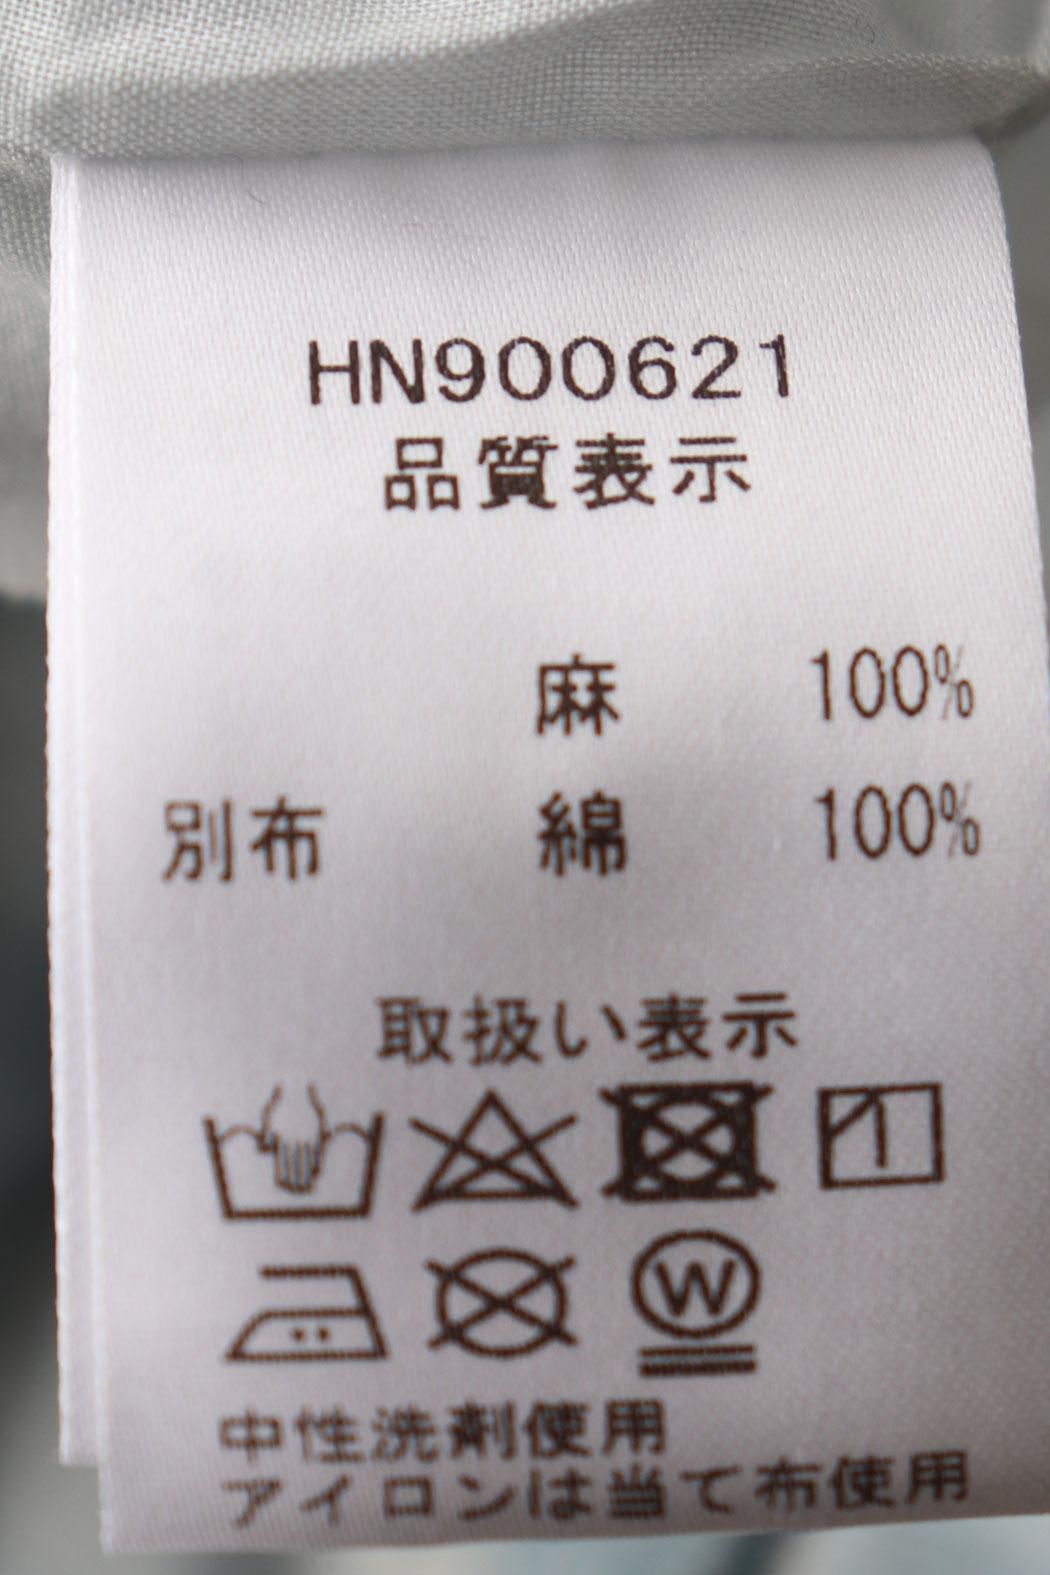 HN900621
品質表示
麻 100%
別布 綿 100%
取扱い表示
W
中性洗剤使用
アイロンは当て布使用